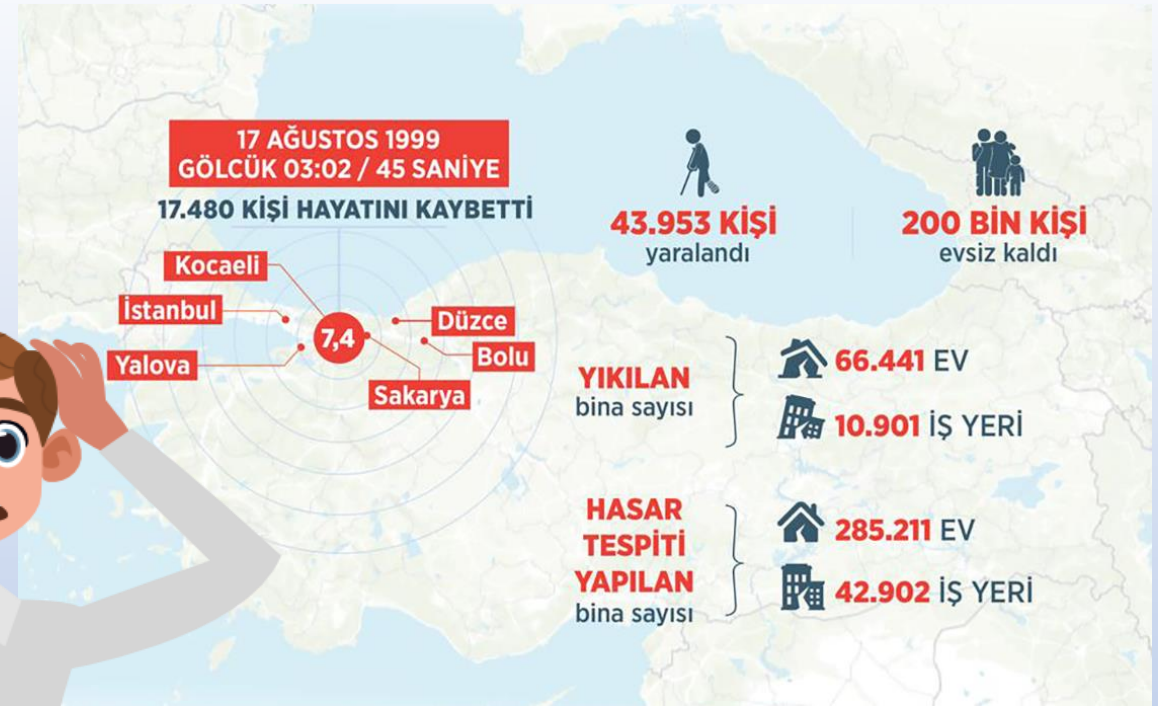 17 AĞUSTOS 1999
GÖLCÜK 03:02 / 45 SANİYE
17.480 KİŞİ HAYATINI KAYBETTİ
Kocaeli
İstanbul
Yalova
7,4
Düzce
Bolu
Sakarya
43.953 KİŞİ
yaralandı
200 BİN KİŞİ
evsiz kaldı
YIKILAN
bina sayısı
66.441 EV
10.901 İŞ YERİ
HASAR
TESPİTİ
YAPILAN
bina sayısı
285.211 EV
42.902 İŞ YERİ